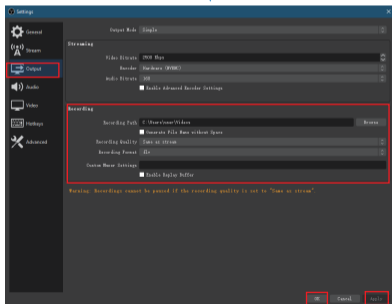 Settings
General
Output Mode Simple
Streaming
Stream
Video Bitrate 2500 Kbps
Encoder Hardware (NVENC)
Output
Audio Bitrate 160
Enable Advanced Encoder Settings
Audio
Recording
Video
Recording Path C:\Users\user\Videos Browse
Generate File Name without Space
Hotkeys
Recording Quality Same as stream
Advanced
Recording Format flv
Custom Muxer Settings
Enable Replay Buffer
Warning: Recordings cannot be paused if the recording quality is set to "Same as stream"
OK Cancel Apply